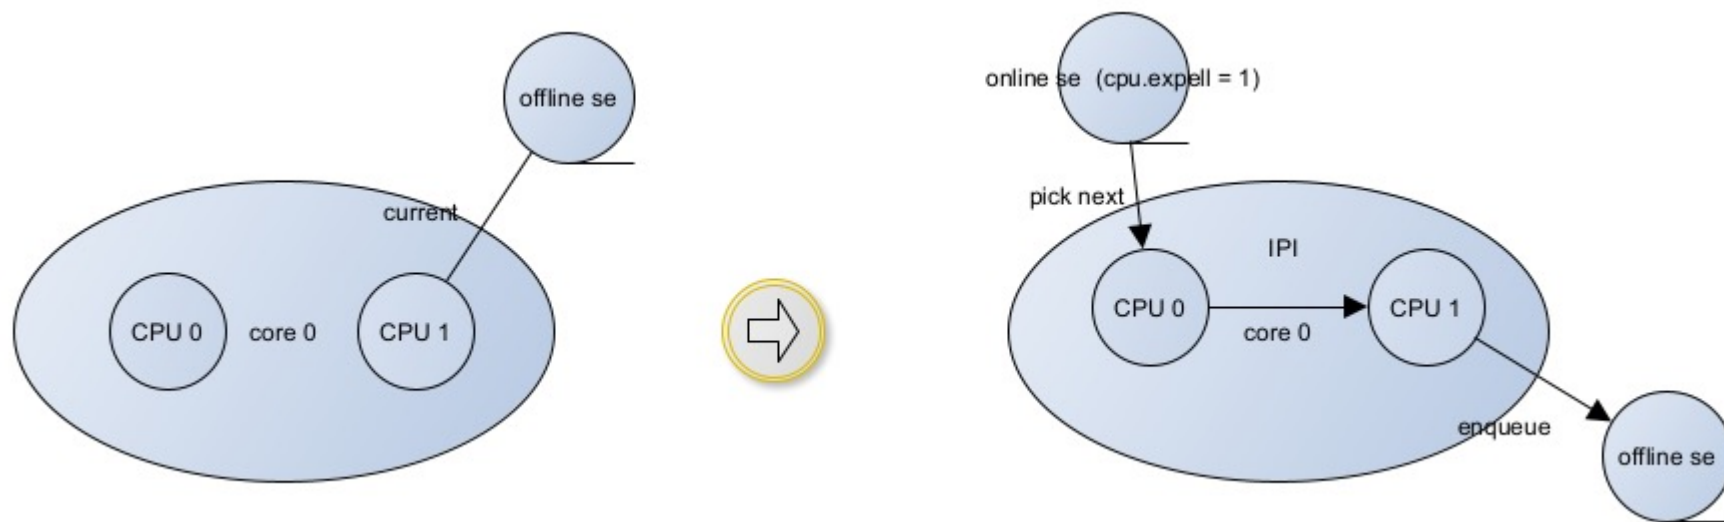 offline se
current
CPU 0
core 0
CPU 1
online se (cpu.expell = 1)
pick next
IPI
CPU 0
core 0
CPU 1
enqueue
offline se